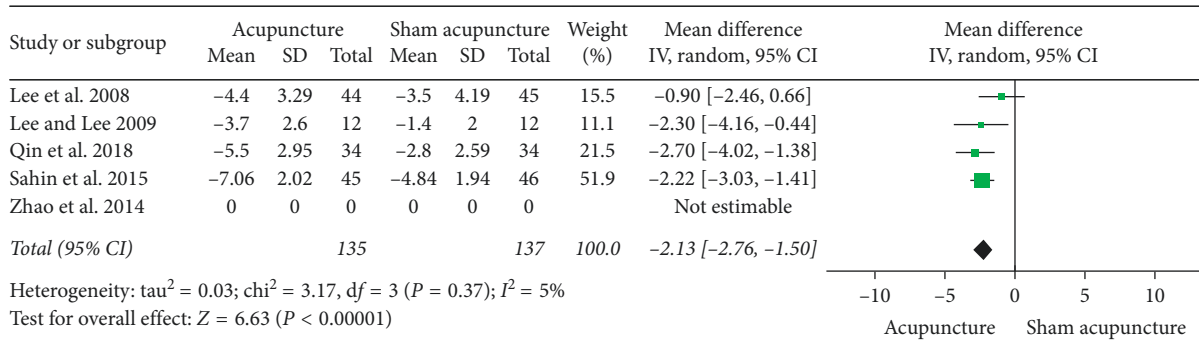 Study or subgroup Acupuncture Sham acupuncture Weight (%) Mean difference IV, random, 95% CI Mean difference IV, random, 95% CI
Mean SD Total Mean SD Total
Lee et al. 2008 –4.4 3.29 44 –3.5 4.19 45 15.5 –0.90 [–2.46, 0.66]
Lee and Lee 2009 –3.7 2.6 12 –1.4 2 12 11.1 –2.30 [–4.16, –0.44]
Qin et al. 2018 –5.5 2.95 34 –2.8 2.59 34 21.5 –2.70 [–4.02, –1.38]
Sahin et al. 2015 –7.06 2.02 45 –4.84 1.94 46 51.9 –2.22 [–3.03, –1.41]
Zhao et al. 2014 0 0 0 0 0 0 Not estimable
Total (95% CI) 135 137 100.0 –2.13 [–2.76, –1.50]
Heterogeneity: tau² = 0.03; chi² = 3.17, df = 3 (P = 0.37); I² = 5%
Test for overall effect: Z = 6.63 (P < 0.00001)
–10 –5 0 5 10
Acupuncture Sham acupuncture